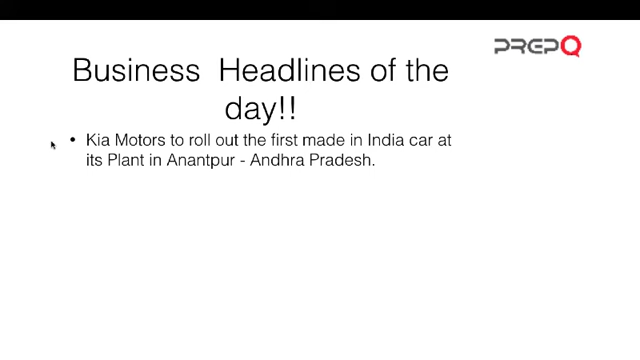 PREPQ
Business Headlines of the
day!!
• Kia Motors to roll out the first made in India car at
its Plant in Anantpur - Andhra Pradesh.